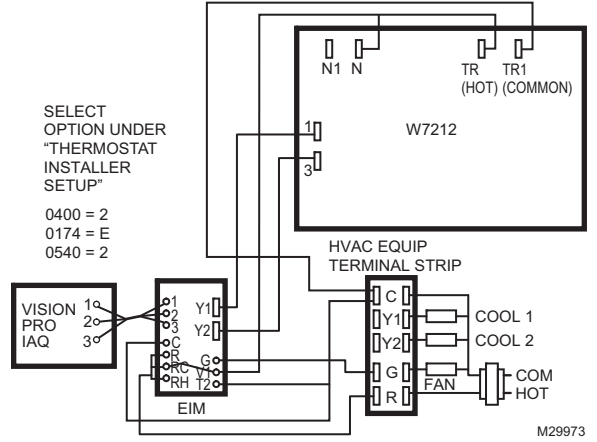 N1 N
TR
(HOT)
TR1
(COMMON)
1
3
W7212
SELECT
OPTION UNDER
“THERMOSTAT
INSTALLER
SETUP”
0400 = 2
0174 = E
0540 = 2
HVAC EQUIP
TERMINAL STRIP
VISION
PRO
IAQ
1
2
3
1
2
3
C
R
RC
RH
Y1
Y2
G
V1
T2
EIM
C
Y1
Y2
G
R
COOL 1
COOL 2
FAN
COM
HOT
M29973